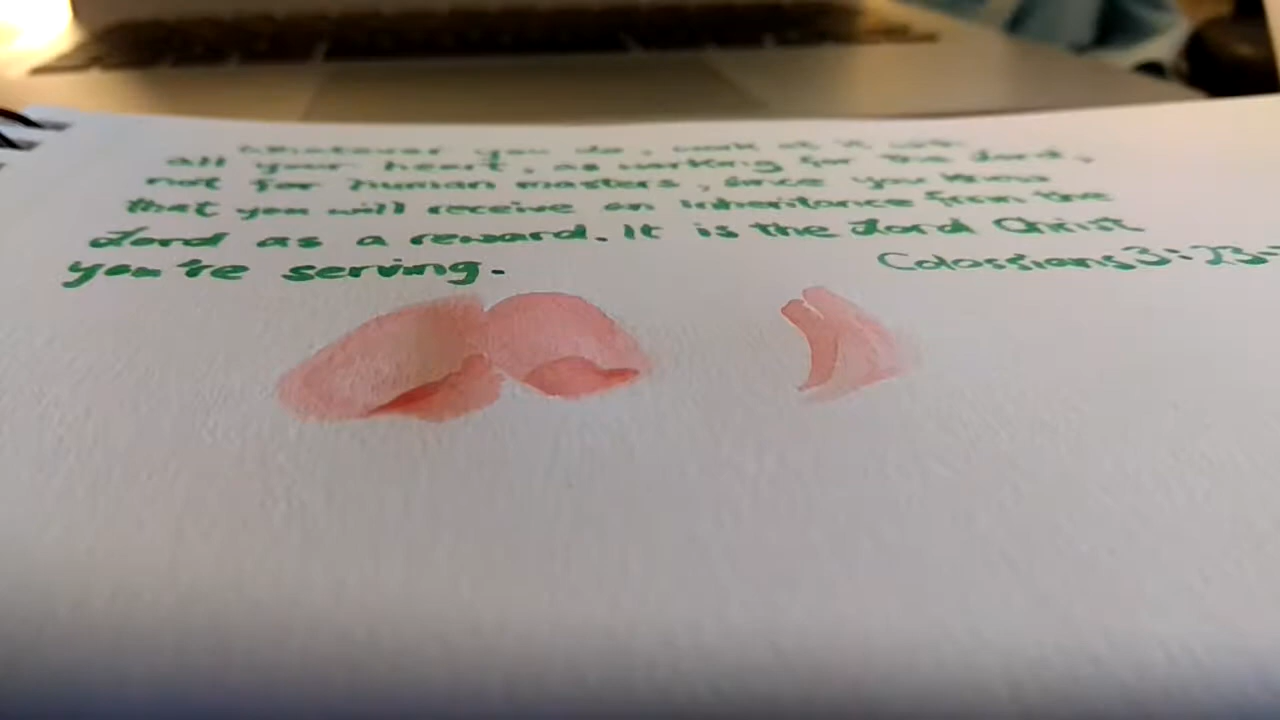 whatever you do, work at it with
all your heart, as working for the Lord,
not for human masters, since you know
that you will receive an inheritance from the
Lord as a reward. It is the Lord Christ
you're serving.
Colossians 3:23-